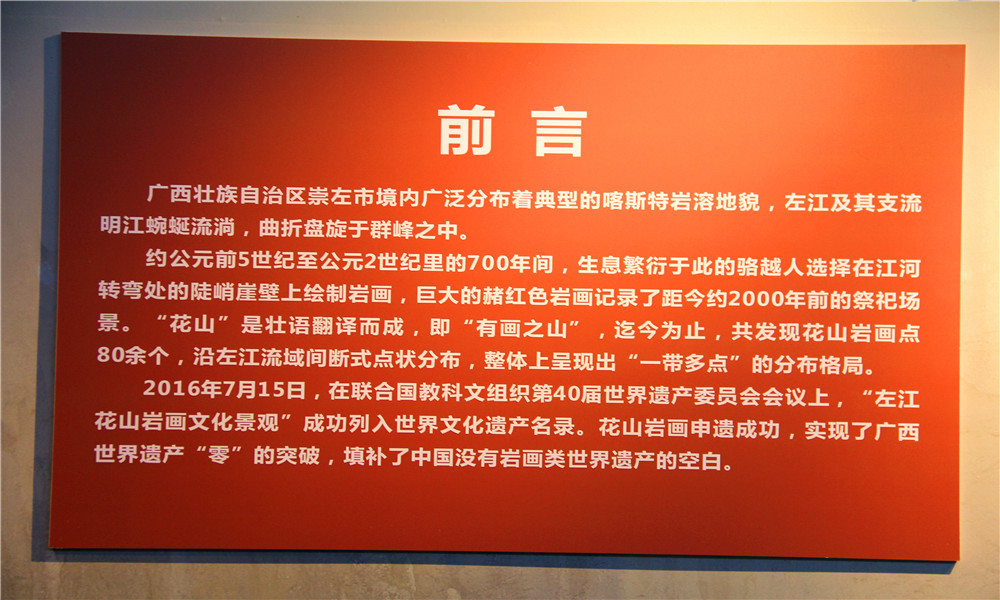 前言
广西壮族自治区崇左市境内广泛分布着典型的喀斯特岩溶地貌，左江及其支流
明江蜿蜒流淌，曲折盘旋于群峰之中。
约公元前5世纪至公元2世纪里的700年间，生息繁衍于此的骆越人选择在江河
转弯处的陡峭崖壁上绘制岩画，巨大的赭红色岩画记录了距今约2000年前的祭祀场
景。“花山”是壮语翻译而成，即“有画之山”，迄今为止，共发现花山岩画点
80余个，沿左江流域间断式点状分布，整体上呈现出“一带多点”的分布格局。
2016年7月15日，在联合国教科文组织第40届世界遗产委员会会议上，“左江
花山岩画文化景观”成功列入世界文化遗产名录。花山岩画申遗成功，实现了广西
世界遗产“零”的突破，填补了中国没有岩画类世界遗产的空白。